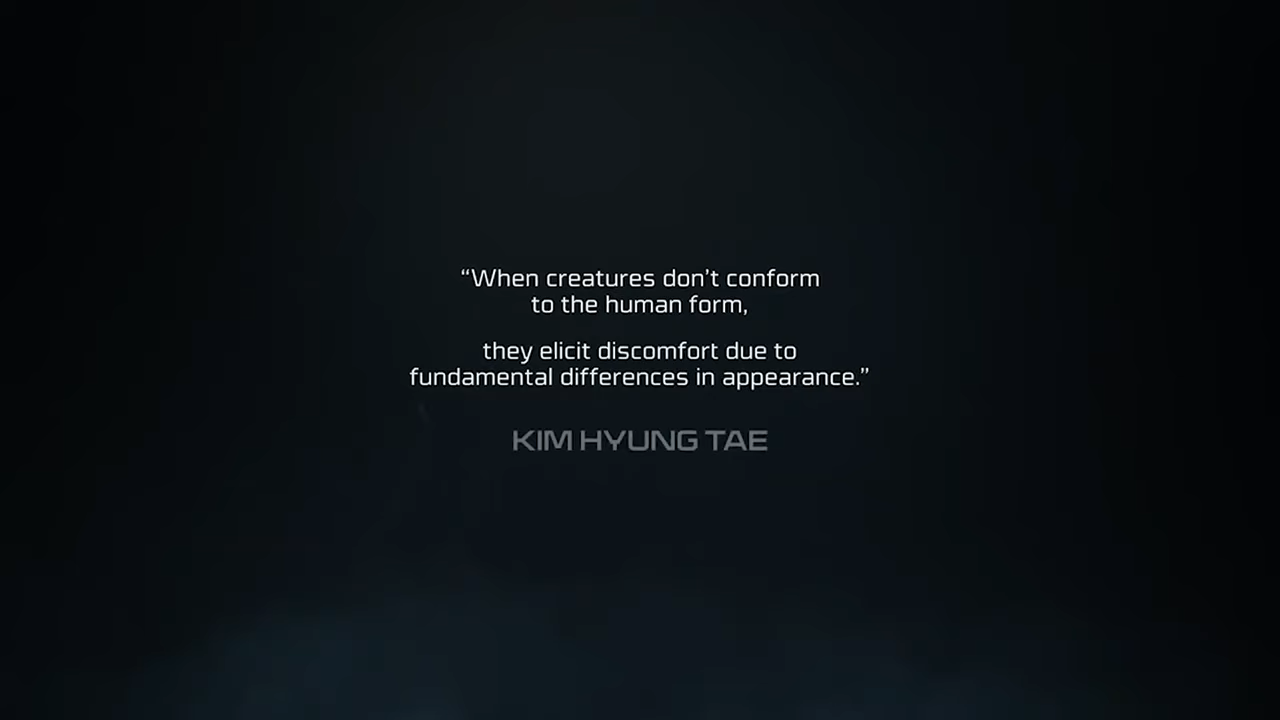 “When creatures don’t conform
to the human form,
they elicit discomfort due to
fundamental differences in appearance.”
KIM HYUNG TAE